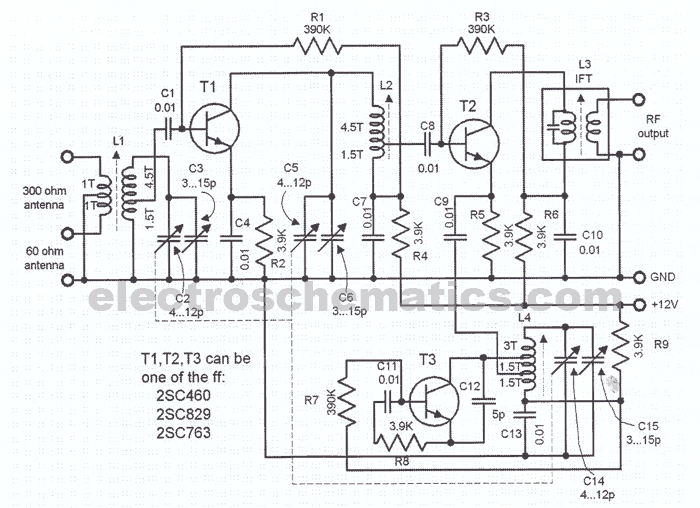 R1
390K
R3
390K
L3
IFT
T1
L2
T2
C1
0.01
4.5T
1.5T
C8
0.01
RF
output
L1
300 ohm
antenna
1T
1T
4.5T
1.5T
C3
3...15p
C5
4...12p
C7
0.01
C9
0.01
R5
3.9K
R6
3.9K
C10
0.01
60 ohm
antenna
C4
0.01
R2
3.9K
R4
3.9K
GND
electroschematics.com
C2
4...12p
C6
3...15p
+12V
L4
T1,T2,T3 can be
one of the ff:
2SC460
2SC829
2SC763
R7
390K
C11
0.01
T3
C12
5p
3T
1.5T
1.5T
R9
3.9K
3.9K
R8
C13
0.01
C15
3...15p
C14
4...12p